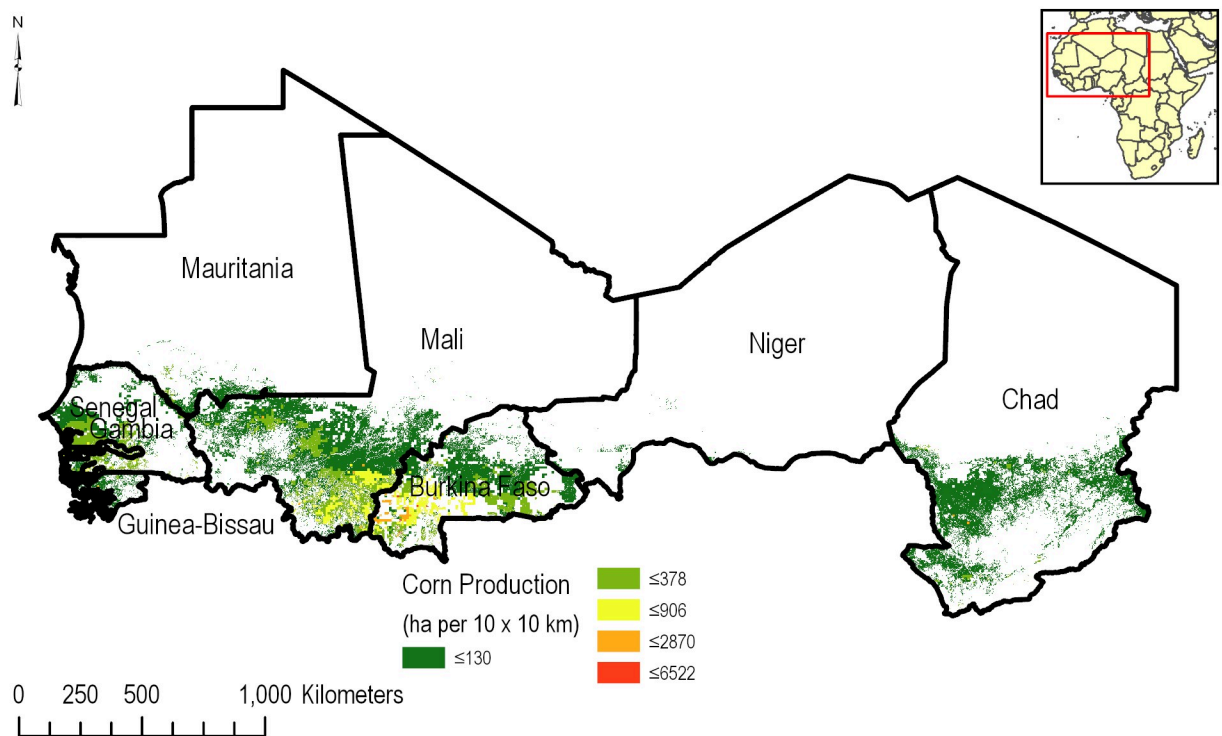 N
Mauritania
Mali
Niger
Chad
Senegal
Gambia
Burkina Faso
Guinea-Bissau
Corn Production
(ha per 10 x 10 km)
≤130
≤378
≤906
≤2870
≤6522
0 250 500 1,000 Kilometers